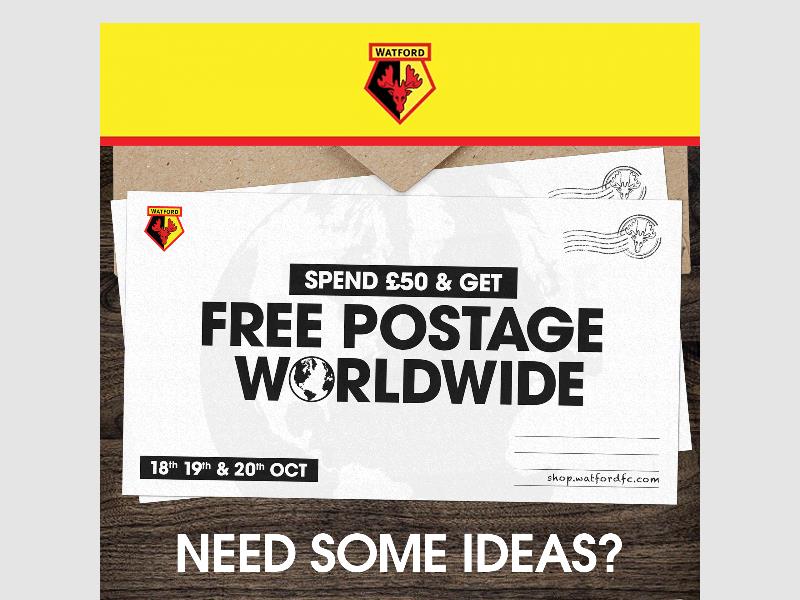 WATFORD
WATFORD
SPEND £50 & GET
FREE POSTAGE
WORLDWIDE
18th 19th & 20th OCT
shop.watfordfc.com
NEED SOME IDEAS?